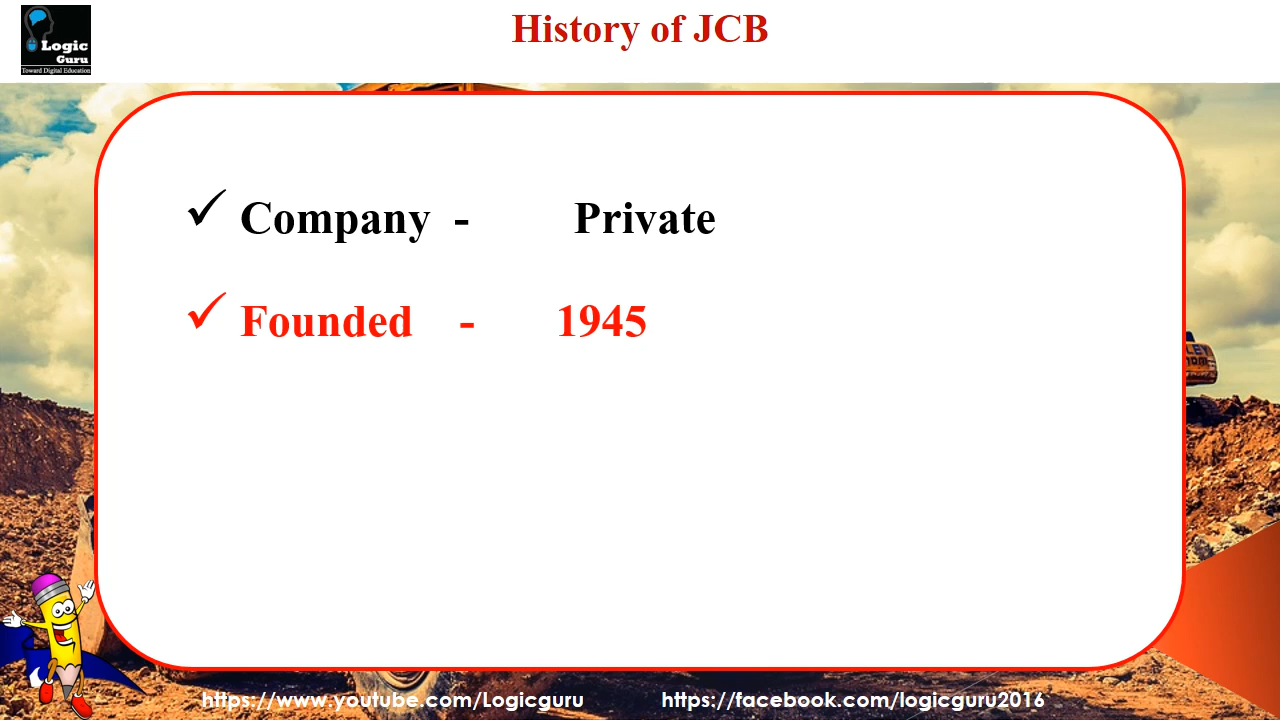 History of JCB
Logic
Guru
Toward Digital Education
✓ Company - Private
✓ Founded - 1945
https://www.youtube.com/Logicguru https://facebook.com/logicguru2016